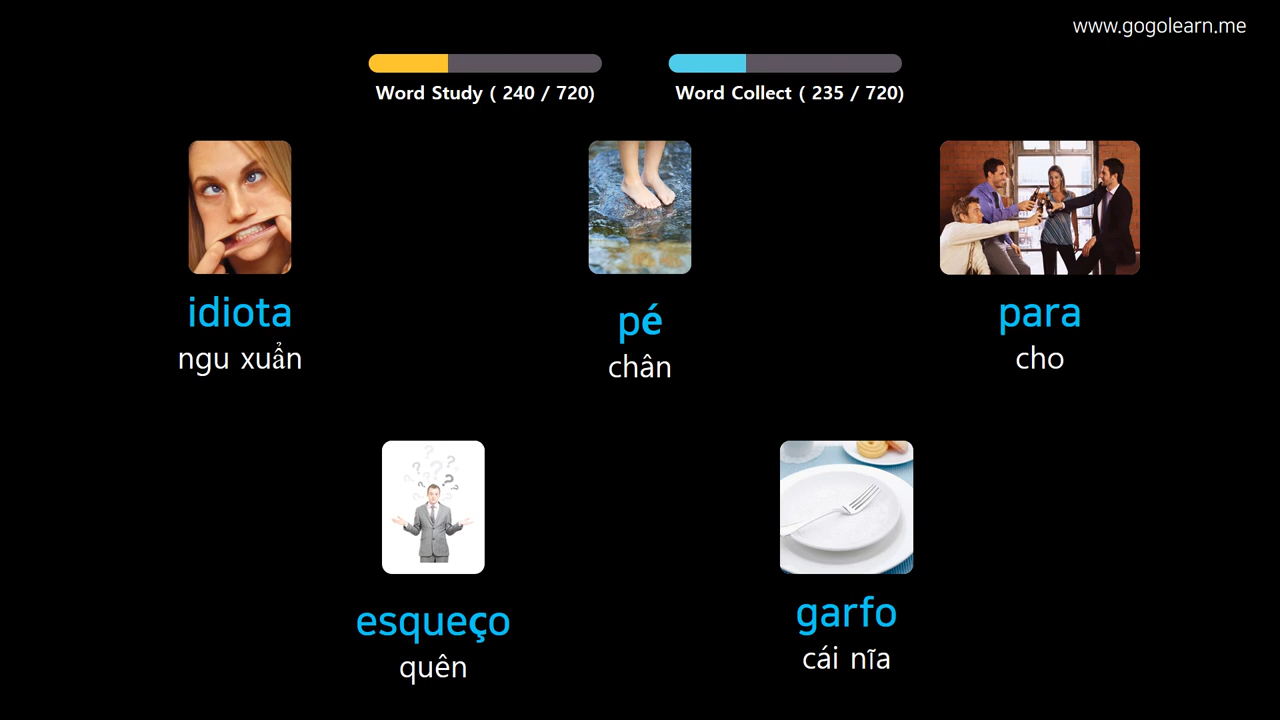 www.gogolearn.me
Word Study ( 240 / 720)
Word Collect ( 235 / 720)
idiota
ngu xuẩn
pé
chân
para
cho
esqueço
quên
garfo
cái nĩa